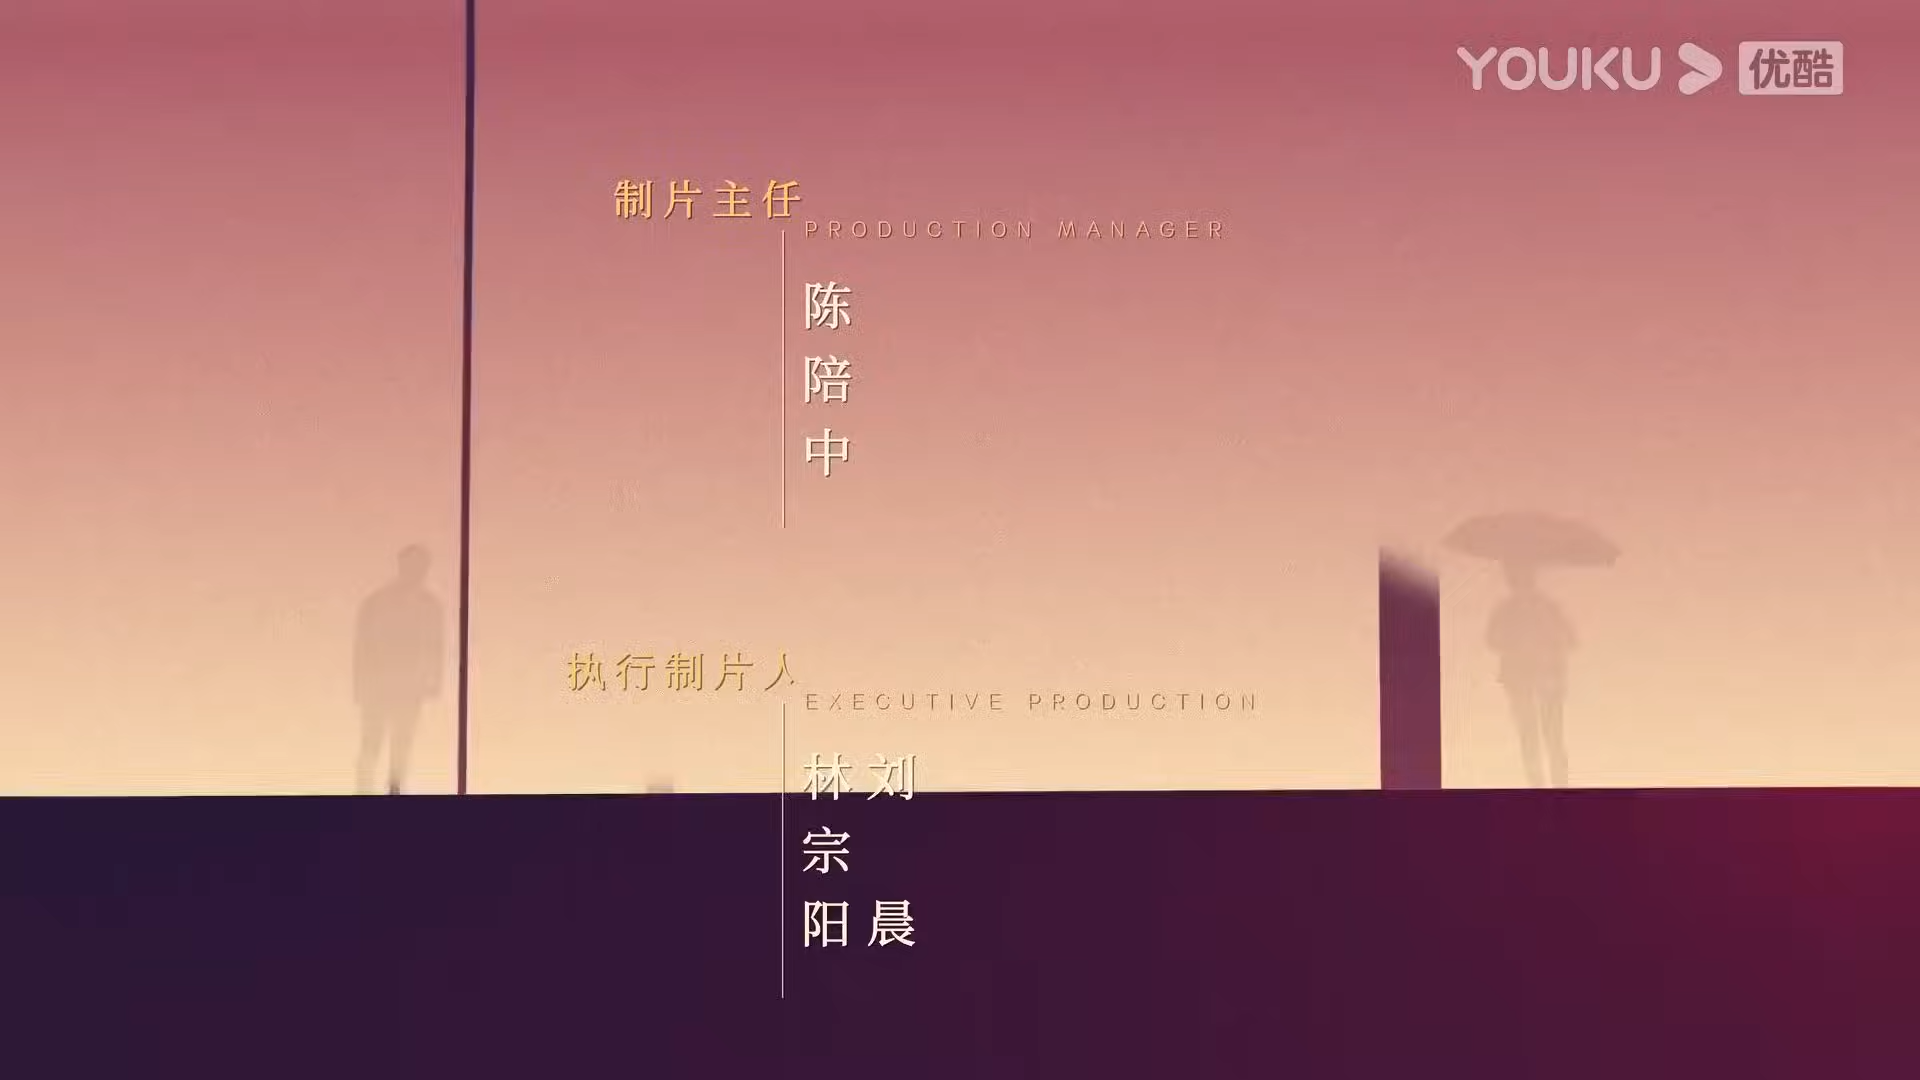 YOUKU 优酷
制片主任
PRODUCTION MANAGER
陈陪中
执行制片人
EXECUTIVE PRODUCTION
林宗阳
刘晨